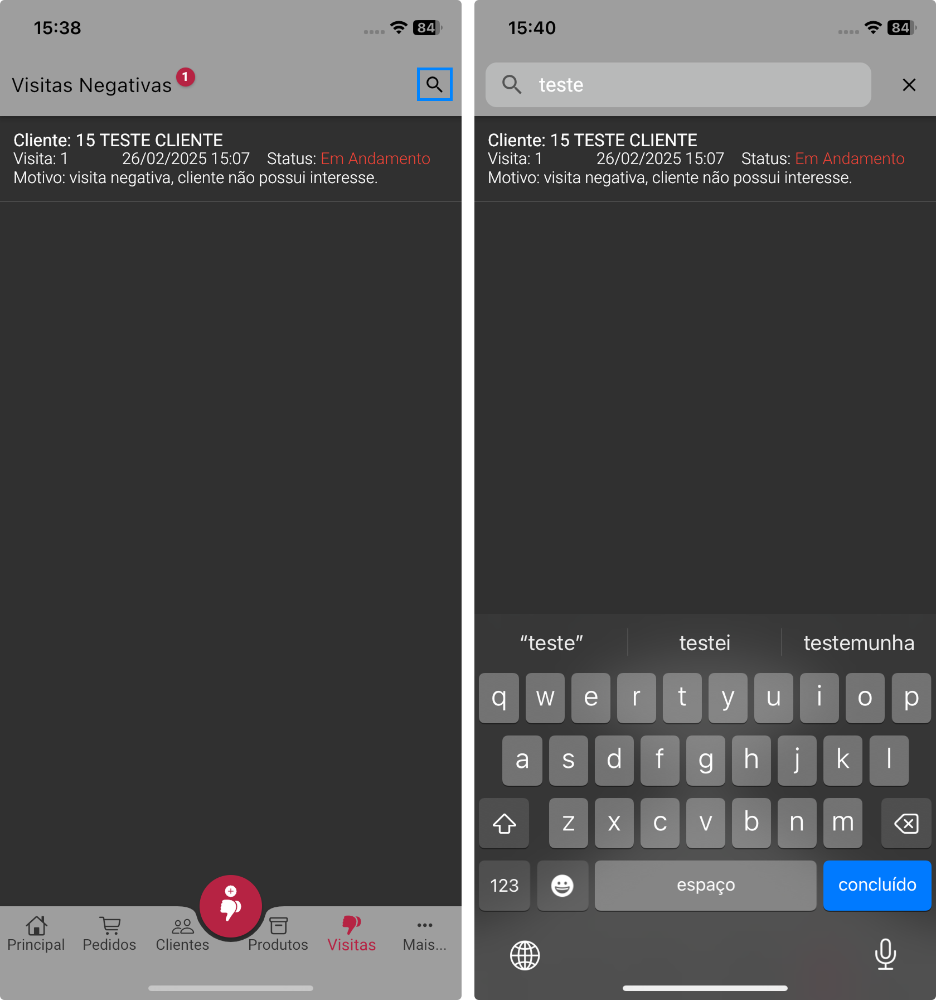 15:38
84
Visitas Negativas 1
Cliente: 15 TESTE CLIENTE
Visita: 1 26/02/2025 15:07 Status: Em Andamento
Motivo: visita negativa, cliente não possui interesse.
Principal Pedidos Clientes Produtos Visitas Mais...
15:40
84
teste
Cliente: 15 TESTE CLIENTE
Visita: 1 26/02/2025 15:07 Status: Em Andamento
Motivo: visita negativa, cliente não possui interesse.
“teste” testei testemunha
q w e r t y u i o p
a s d f g h j k l
z x c v b n m
123 espaço concluído